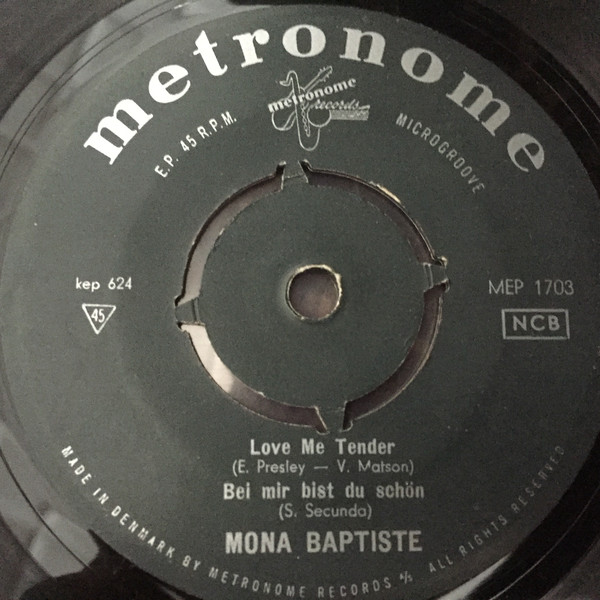 metronome
metronome
records
E.P. 45 R.P.M.
MICROGROOVE
kep 624
MEP 1703
45
NCB
Love Me Tender
(E. Presley — V. Matson)
Bei mir bist du schön
(S. Secunda)
MONA BAPTISTE
MADE IN DENMARK BY METRONOME RECORDS A/S ALL RIGHTS RESERVED